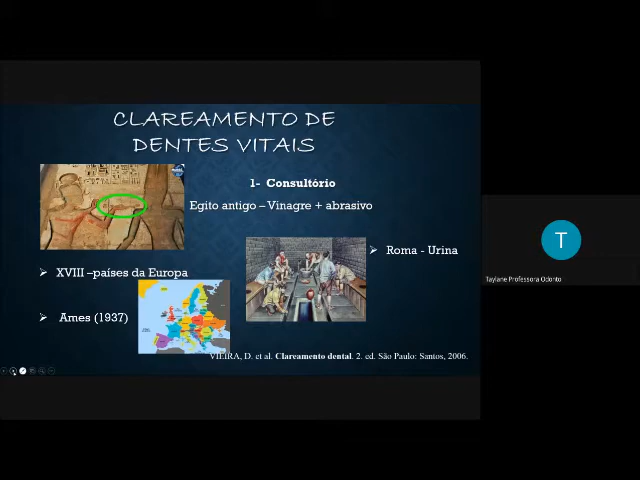 CLAREAMENTO DE
DENTES VITAIS
1- Consultório
Egito antigo – Vinagre + abrasivo
➢ Roma - Urina
➢ XVIII –países da Europa
➢ Ames (1937)
VIEIRA, D. et al. Clareamento dental. 2. ed. São Paulo: Santos, 2006.
T
Taylane Professora Odonto